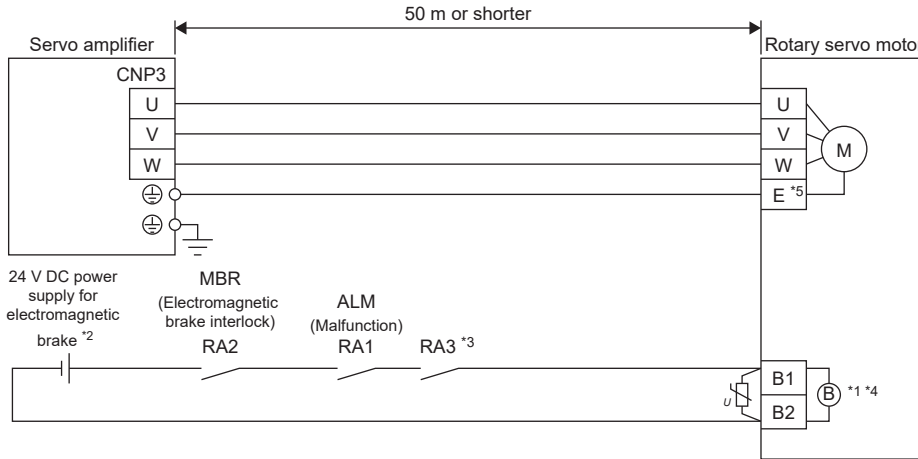 50 m or shorter
Servo amplifier
Rotary servo motor
CNP3
U
V
W
U
V
W
E *5
M
24 V DC power
supply for
electromagnetic
brake *2
MBR
(Electromagnetic
brake interlock)
RA2
ALM
(Malfunction)
RA1
RA3 *3
U
B1
B2
B
*1 *4